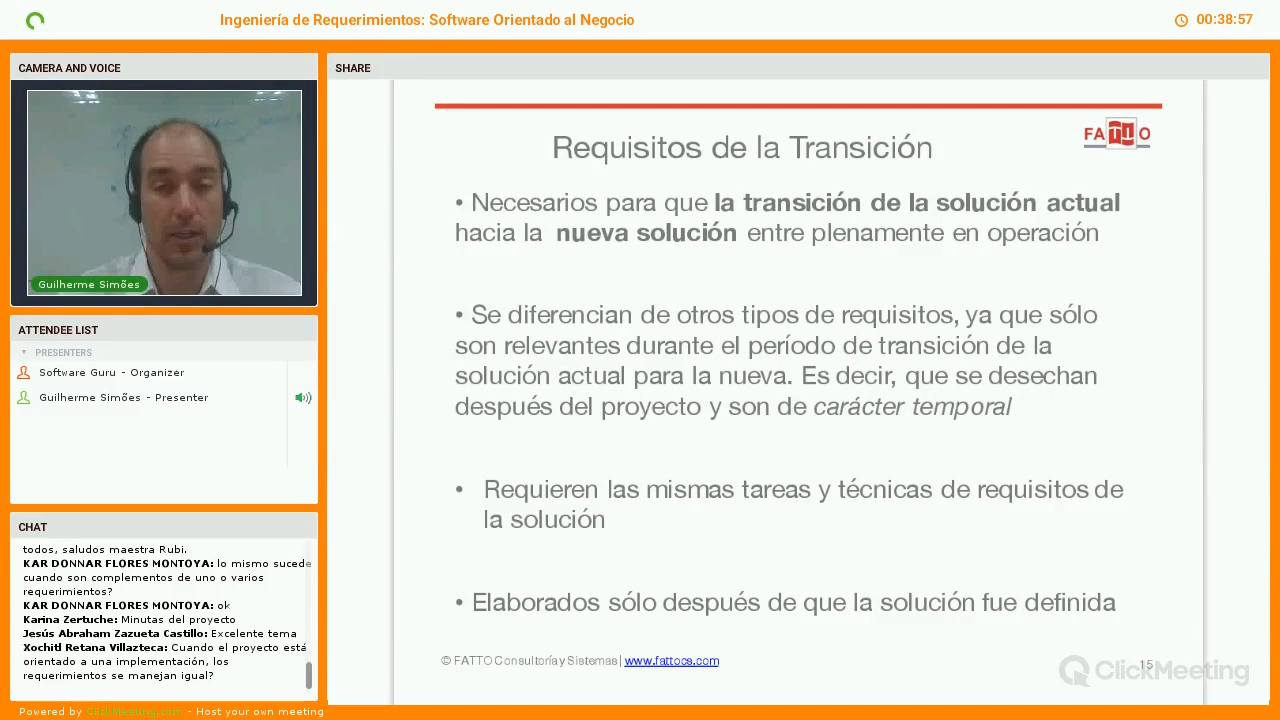 Ingeniería de Requerimientos: Software Orientado al Negocio
00:38:57
CAMERA AND VOICE
Guilherme Simões
ATTENDEE LIST
PRESENTERS
Software Guru - Organizer
Guilherme Simões - Presenter
CHAT
todos, saludos maestra Rubi.
KAR DONNAR FLORES MONTOYA: lo mismo sucede
cuando son complementos de uno o varios
requerimientos?
KAR DONNAR FLORES MONTOYA: ok
Karina Zertuche: Minutas del proyecto
Jesús Abraham Zazueta Castillo: Excelente tema
Xochitl Retana Villazteca: Cuando el proyecto está
orientado a una implementación, los
requerimientos se manejan igual?
Powered by ClickMeeting.com - Host your own meeting
SHARE
FATTO
Requisitos de la Transición
• Necesarios para que la transición de la solución actual
hacia la nueva solución entre plenamente en operación
• Se diferencian de otros tipos de requisitos, ya que sólo
son relevantes durante el período de transición de la
solución actual para la nueva. Es decir, que se desechan
después del proyecto y son de carácter temporal
• Requieren las mismas tareas y técnicas de requisitos de
la solución
• Elaborados sólo después de que la solución fue definida
© FATTO Consultoría y Sistemas | www.fattocs.com
15
ClickMeeting